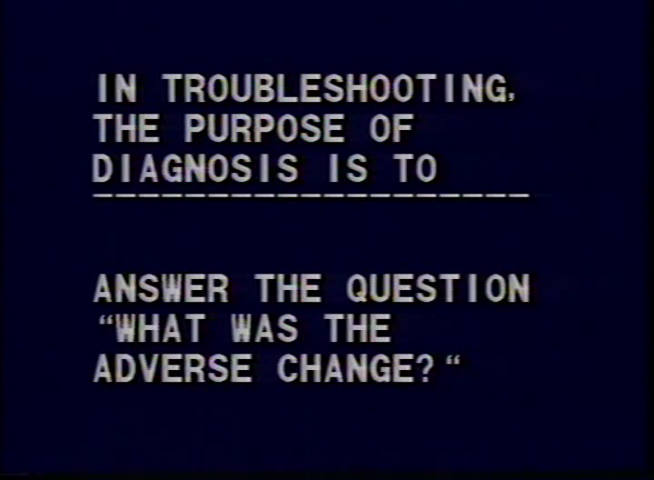 IN TROUBLESHOOTING,
THE PURPOSE OF
DIAGNOSIS IS TO
-------------------
ANSWER THE QUESTION
“WHAT WAS THE
ADVERSE CHANGE?“